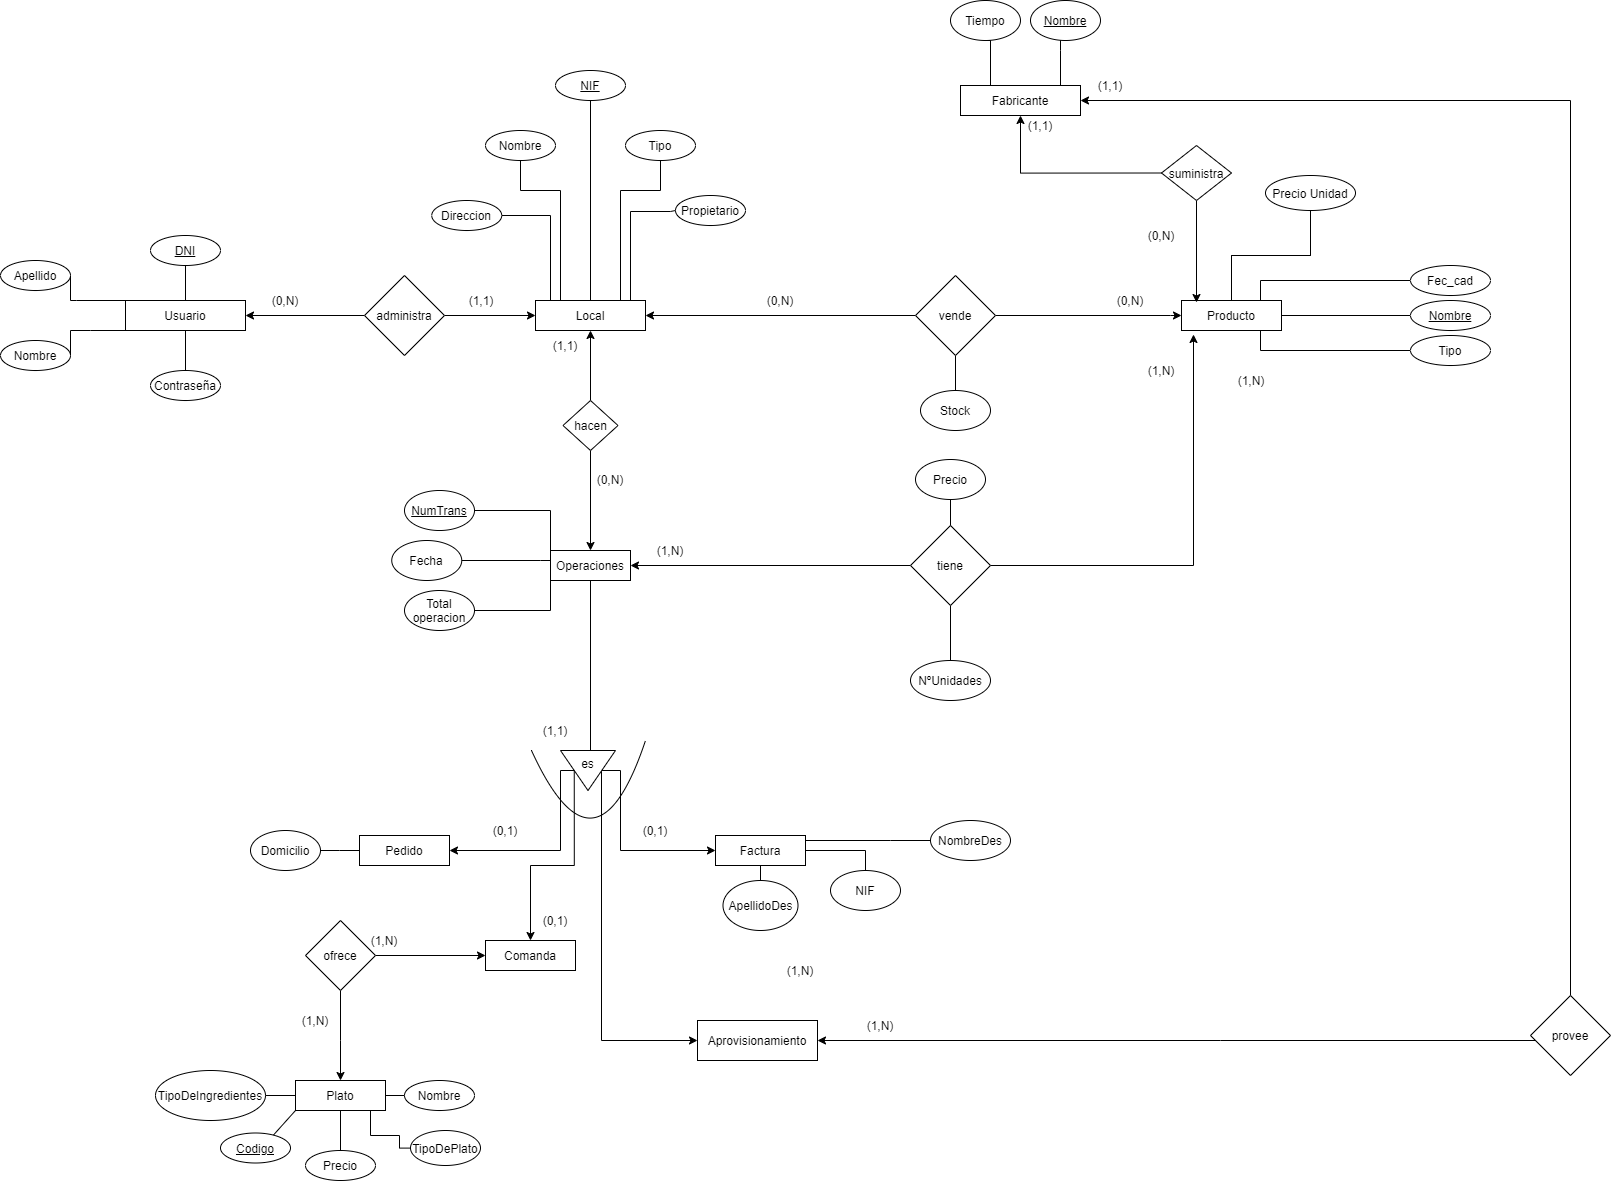 Tiempo
Nombre
NIF
(1,1)
Fabricante
(1,1)
Nombre
Tipo
suministra
Precio Unidad
Direccion
Propietario
(0,N)
DNI
Apellido
Fec_cad
(0,N)
(1,1)
(0,N)
(0,N)
Usuario
administra
Local
vende
Producto
Nombre
(1,1)
Nombre
Tipo
(1,N)
(1,N)
Contraseña
Stock
hacen
(0,N)
Precio
NumTrans
(1,N)
Fecha
Operaciones
tiene
Total
operacion
NºUnidades
(1,1)
es
(0,1)
(0,1)
Domicilio
Pedido
Factura
NombreDes
NIF
ApellidoDes
(0,1)
(1,N)
ofrece
Comanda
(1,N)
(1,N)
(1,N)
Aprovisionamiento
provee
TipoDeIngredientes
Plato
Nombre
Codigo
TipoDePlato
Precio